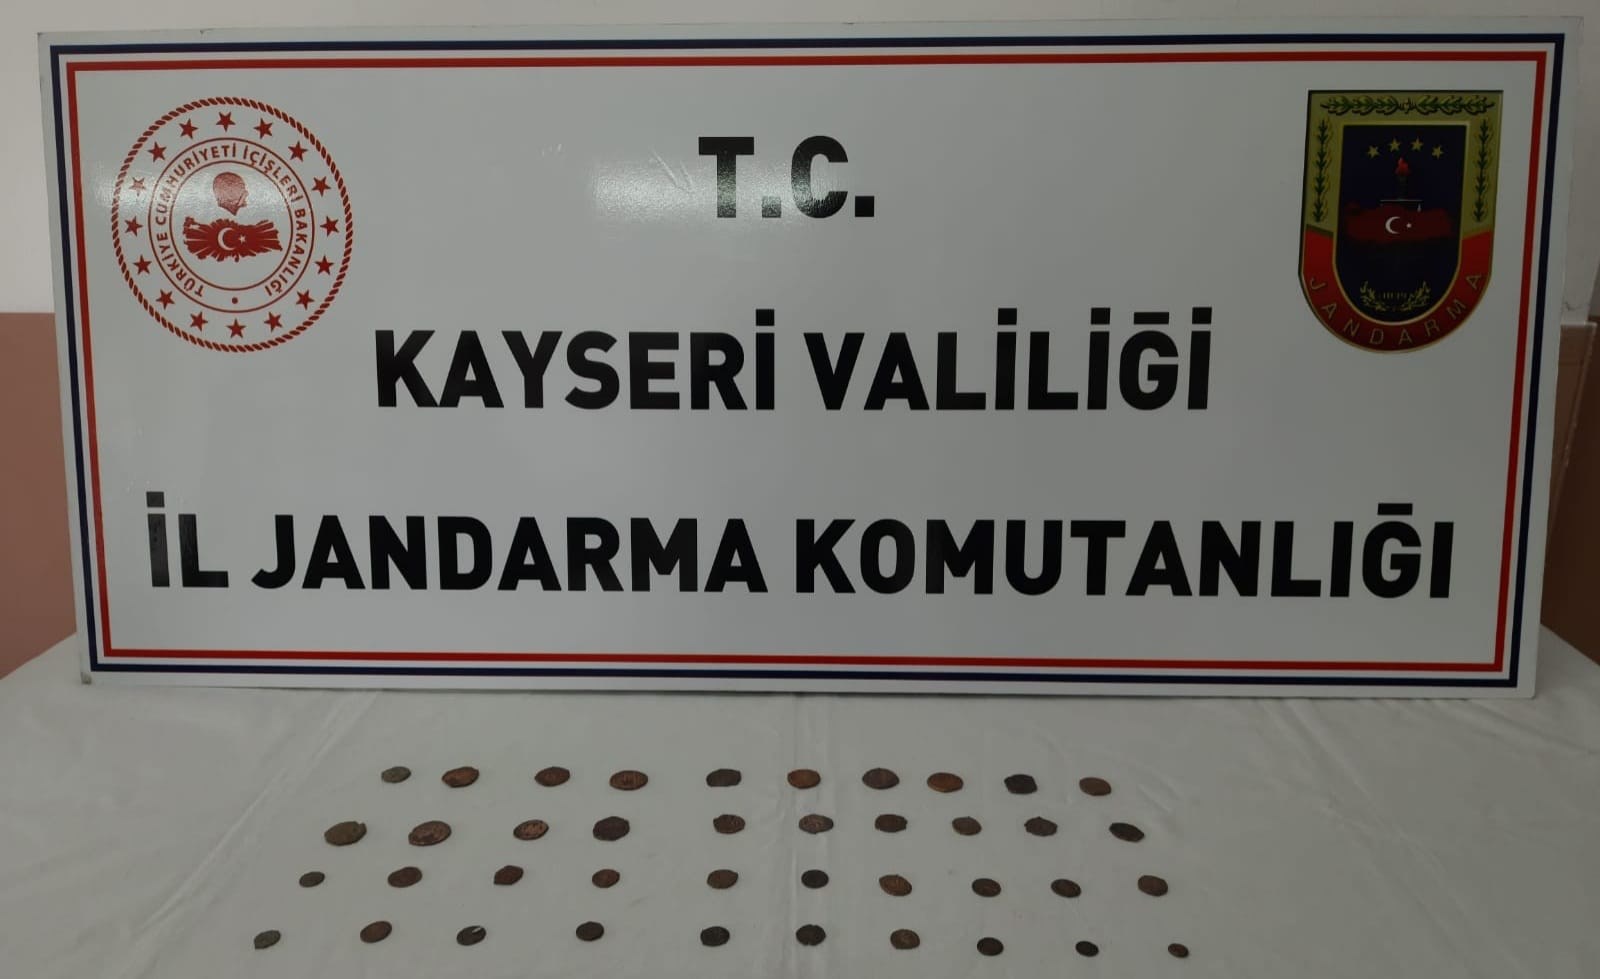 T.C.
KAYSERİ VALİLİĞİ
İL JANDARMA KOMUTANLIĞI
TÜRKİYE CUMHURİYETİ İÇİŞLERİ BAKANLIĞI
JANDARMA